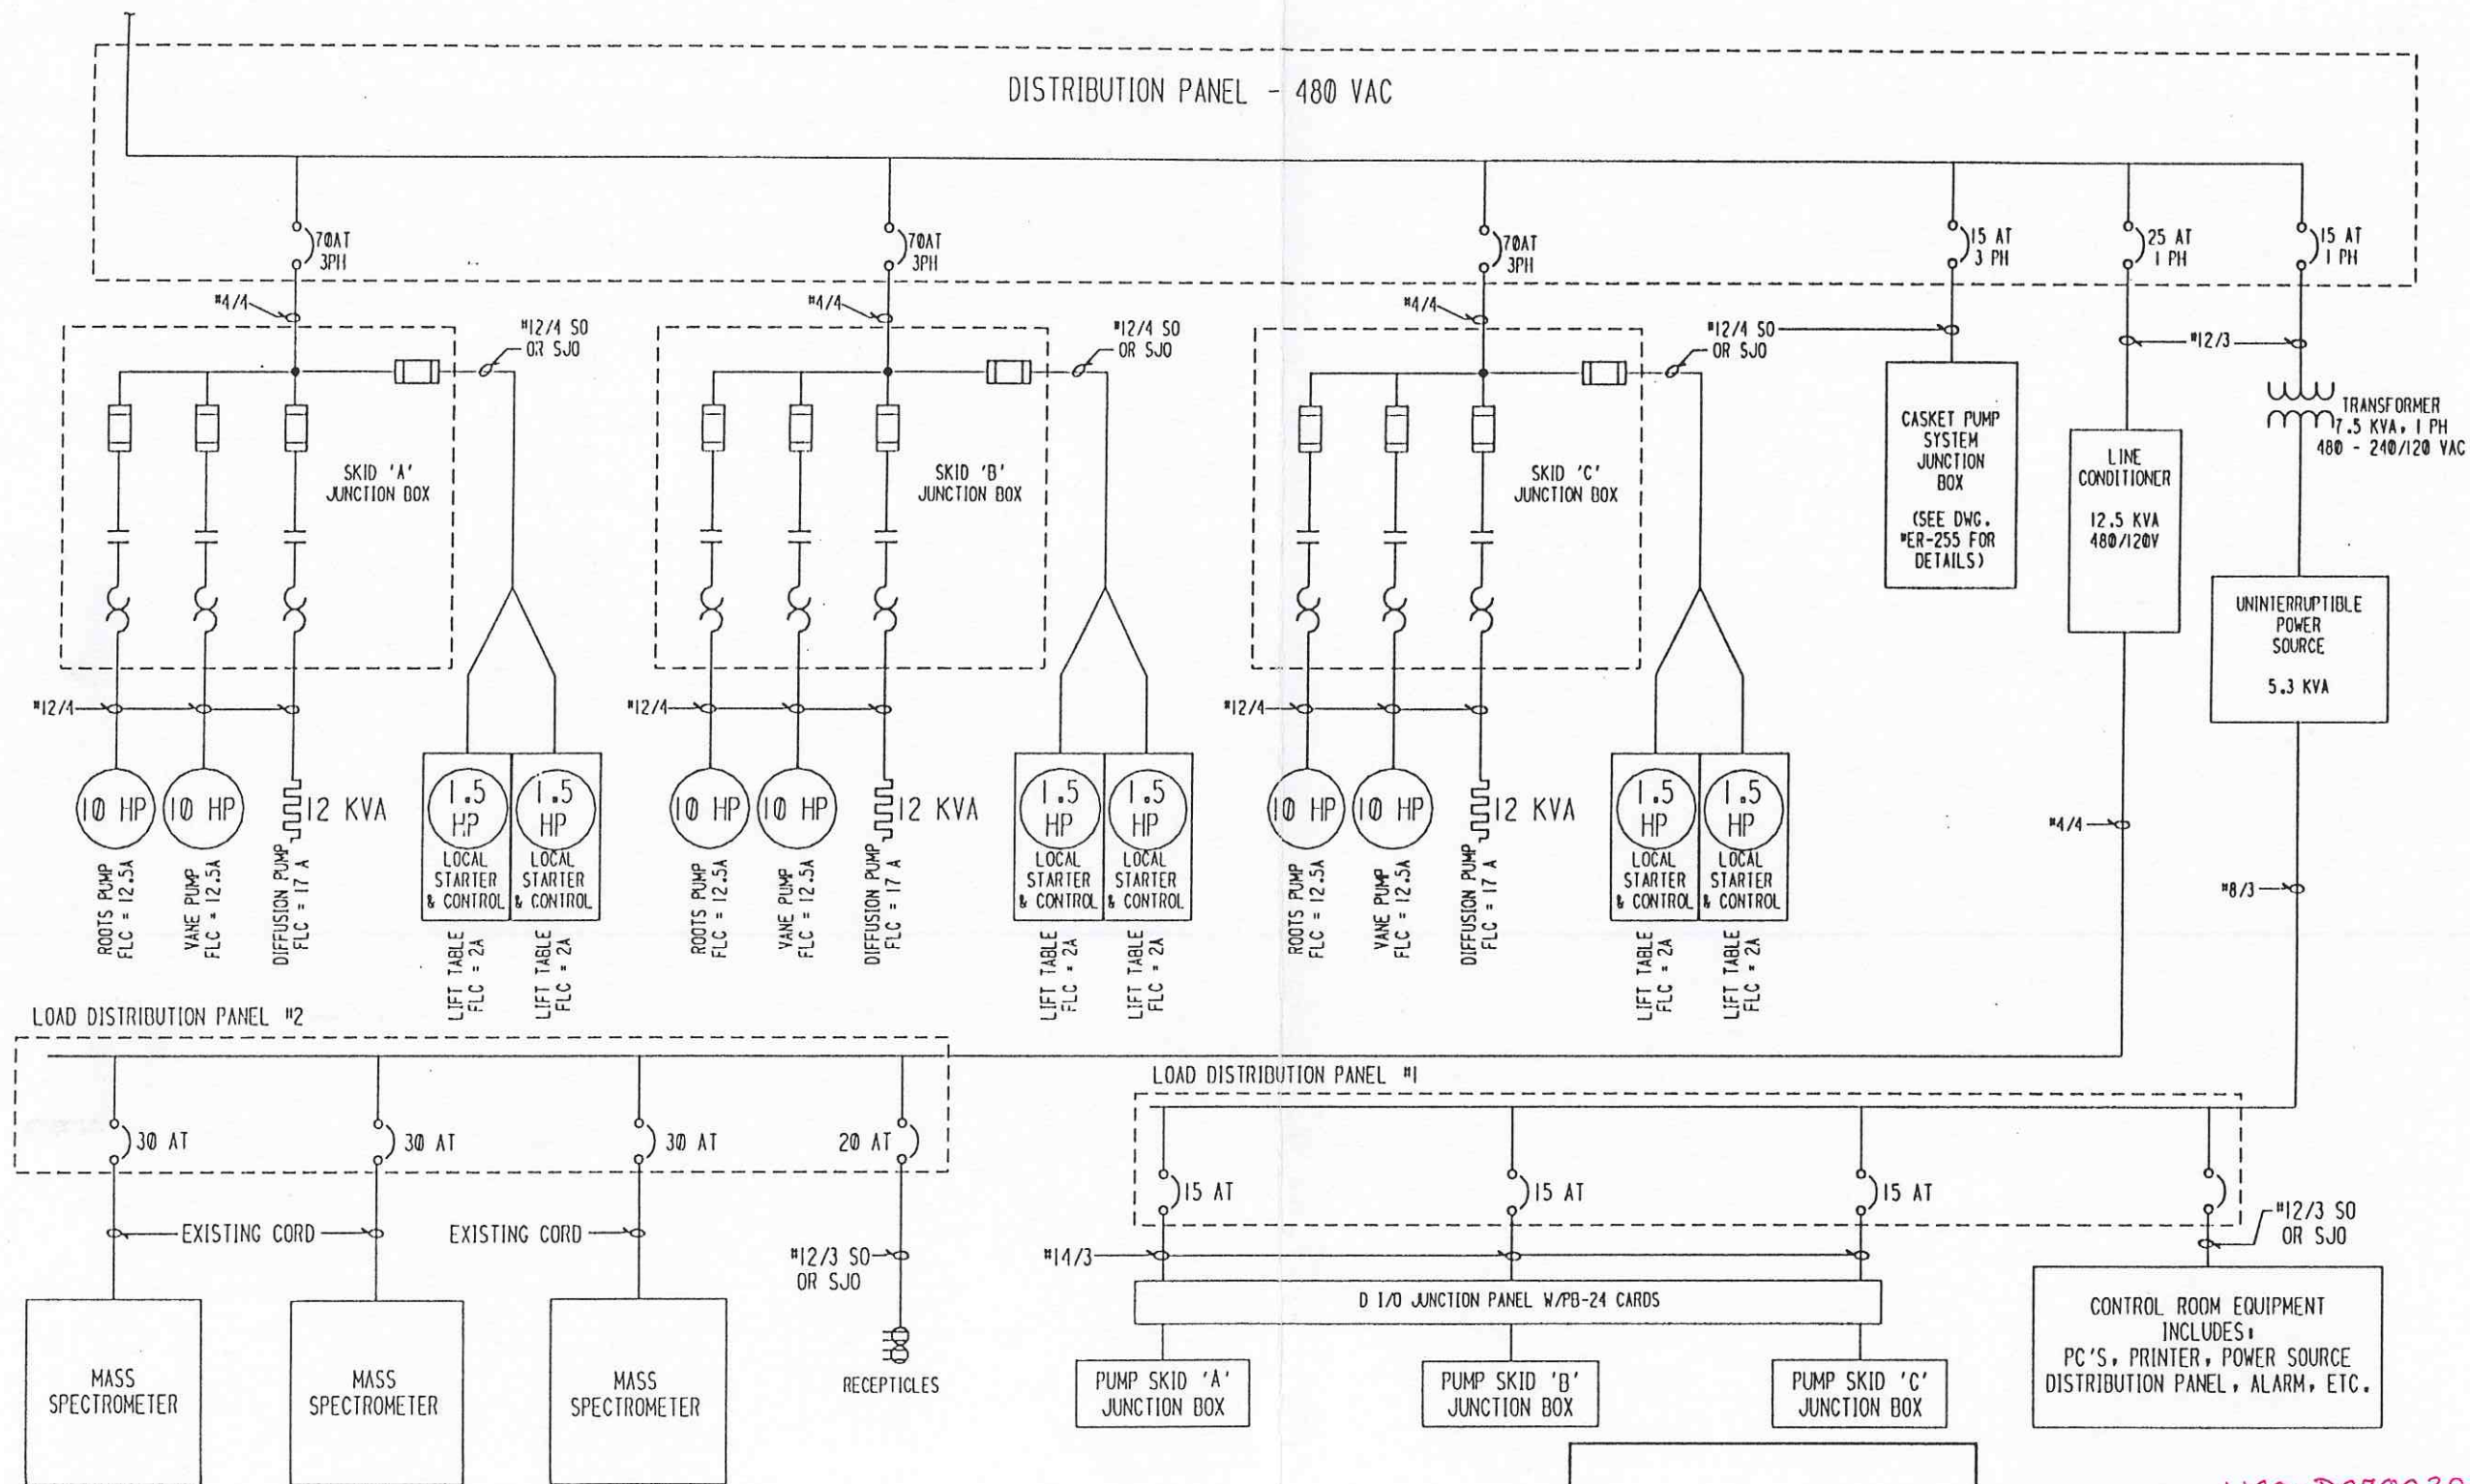 DISTRIBUTION PANEL - 480 VAC
70AT
3PH
70AT
3PH
70AT
3PH
15 AT
3 PH
25 AT
1 PH
15 AT
1 PH
#4/4
#12/4 SO
OR SJO
#4/4
#12/4 SO
OR SJO
#4/4
#12/4 SO
OR SJO
#12/3
SKID 'A'
JUNCTION BOX
SKID 'B'
JUNCTION BOX
SKID 'C'
JUNCTION BOX
CASKET PUMP
SYSTEM
JUNCTION
BOX
(SEE DWG.
#ER-255 FOR
DETAILS)
LINE
CONDITIONER
12.5 KVA
480/120V
TRANSFORMER
7.5 KVA, 1 PH
480 - 240/120 VAC
UNINTERRUPTIBLE
POWER
SOURCE
5.3 KVA
#12/4
#12/4
#12/4
10 HP
10 HP
12 KVA
1.5
HP
1.5
HP
10 HP
10 HP
12 KVA
1.5
HP
1.5
HP
10 HP
10 HP
12 KVA
1.5
HP
1.5
HP
#4/4
#8/3
LOCAL
STARTER
& CONTROL
LOCAL
STARTER
& CONTROL
LOCAL
STARTER
& CONTROL
LOCAL
STARTER
& CONTROL
LOCAL
STARTER
& CONTROL
LOCAL
STARTER
& CONTROL
ROOTS PUMP
FLC = 12.5A
VANE PUMP
FLC = 12.5A
DIFFUSION PUMP
FLC = 17 A
LIFT TABLE
FLC = 2A
LIFT TABLE
FLC = 2A
ROOTS PUMP
FLC = 12.5A
VANE PUMP
FLC = 12.5A
DIFFUSION PUMP
FLC = 17 A
LIFT TABLE
FLC = 2A
LIFT TABLE
FLC = 2A
ROOTS PUMP
FLC = 12.5A
VANE PUMP
FLC = 12.5A
DIFFUSION PUMP
FLC = 17 A
LIFT TABLE
FLC = 2A
LIFT TABLE
FLC = 2A
LOAD DISTRIBUTION PANEL #2
30 AT
30 AT
30 AT
20 AT
EXISTING CORD
EXISTING CORD
#12/3 SO
OR SJO
MASS
SPECTROMETER
MASS
SPECTROMETER
MASS
SPECTROMETER
RECEPTICLES
LOAD DISTRIBUTION PANEL #1
15 AT
15 AT
15 AT
#12/3 SO
OR SJO
#14/3
D I/O JUNCTION PANEL W/PB-24 CARDS
PUMP SKID 'A'
JUNCTION BOX
PUMP SKID 'B'
JUNCTION BOX
PUMP SKID 'C'
JUNCTION BOX
CONTROL ROOM EQUIPMENT
INCLUDES:
PC'S, PRINTER, POWER SOURCE
DISTRIBUTION PANEL, ALARM, ETC.